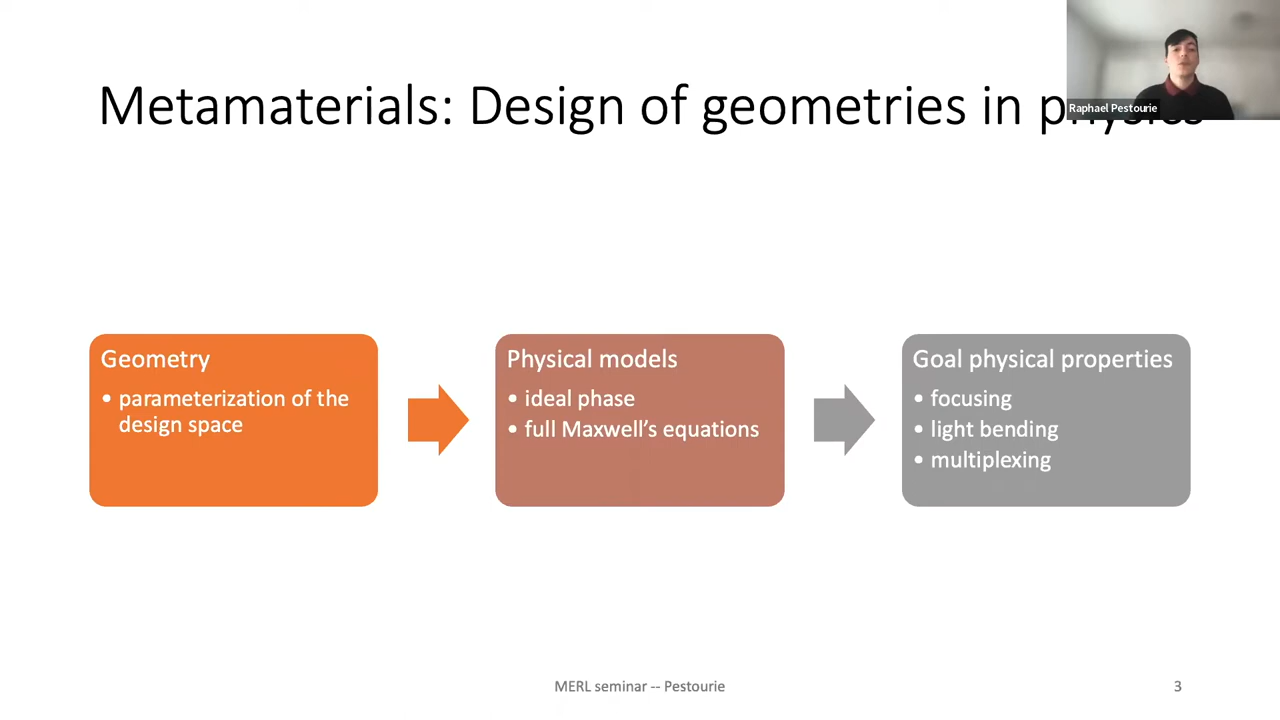 Metamaterials: Design of geometries in physics
Raphael Pestourie
Geometry
• parameterization of the
design space
Physical models
• ideal phase
• full Maxwell's equations
Goal physical properties
• focusing
• light bending
• multiplexing
MERL seminar -- Pestourie
3